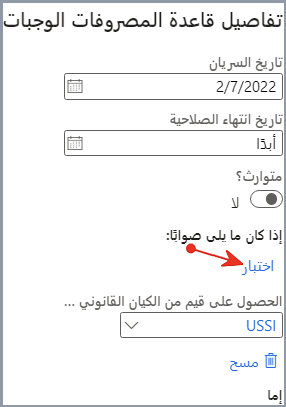 تفاصيل قاعدة المصروفات الوجبات
تاريخ السريان
2/7/2022
تاريخ انتهاء الصلاحية
أبدًا
متوارث؟
لا
إذا كان ما يلي صوابًا:
اختبار
الحصول على قيم من الكيان القانوني ...
USSI
مسح
إما